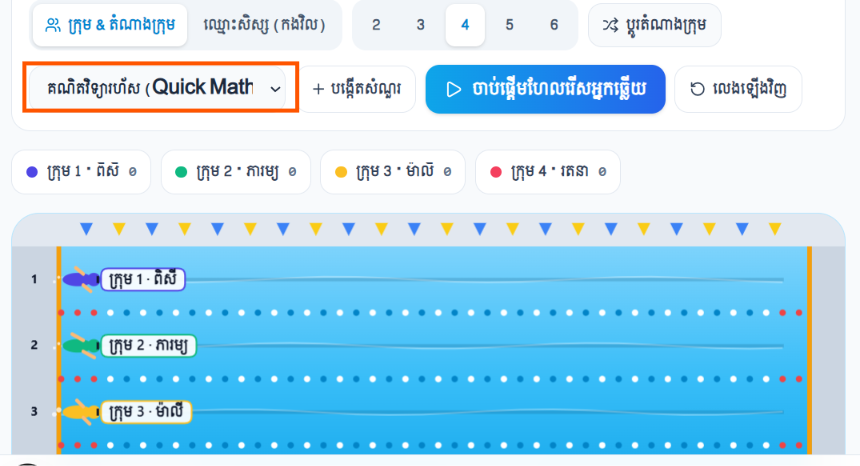 ក្រុម & តំណាងក្រុម ឈ្មោះសិស្ស (កងវិល) 2 3 4 5 6 ប្តូរតំណាងក្រុម
គណិតវិទ្យារហ័ស (Quick Math + បង្កើតសំណួរ ចាប់ផ្តើមហែលរើសអ្នកឆ្លើយ លេងឡើងវិញ
ក្រុម 1 · ពិសី 0 ក្រុម 2 · ភារម្យ 0 ក្រុម 3 · ម៉ាលី 0 ក្រុម 4 · រតនា 0
1 ក្រុម 1 · ពិសី
2 ក្រុម 2 · ភារម្យ
3 ក្រុម 3 · ម៉ាលី